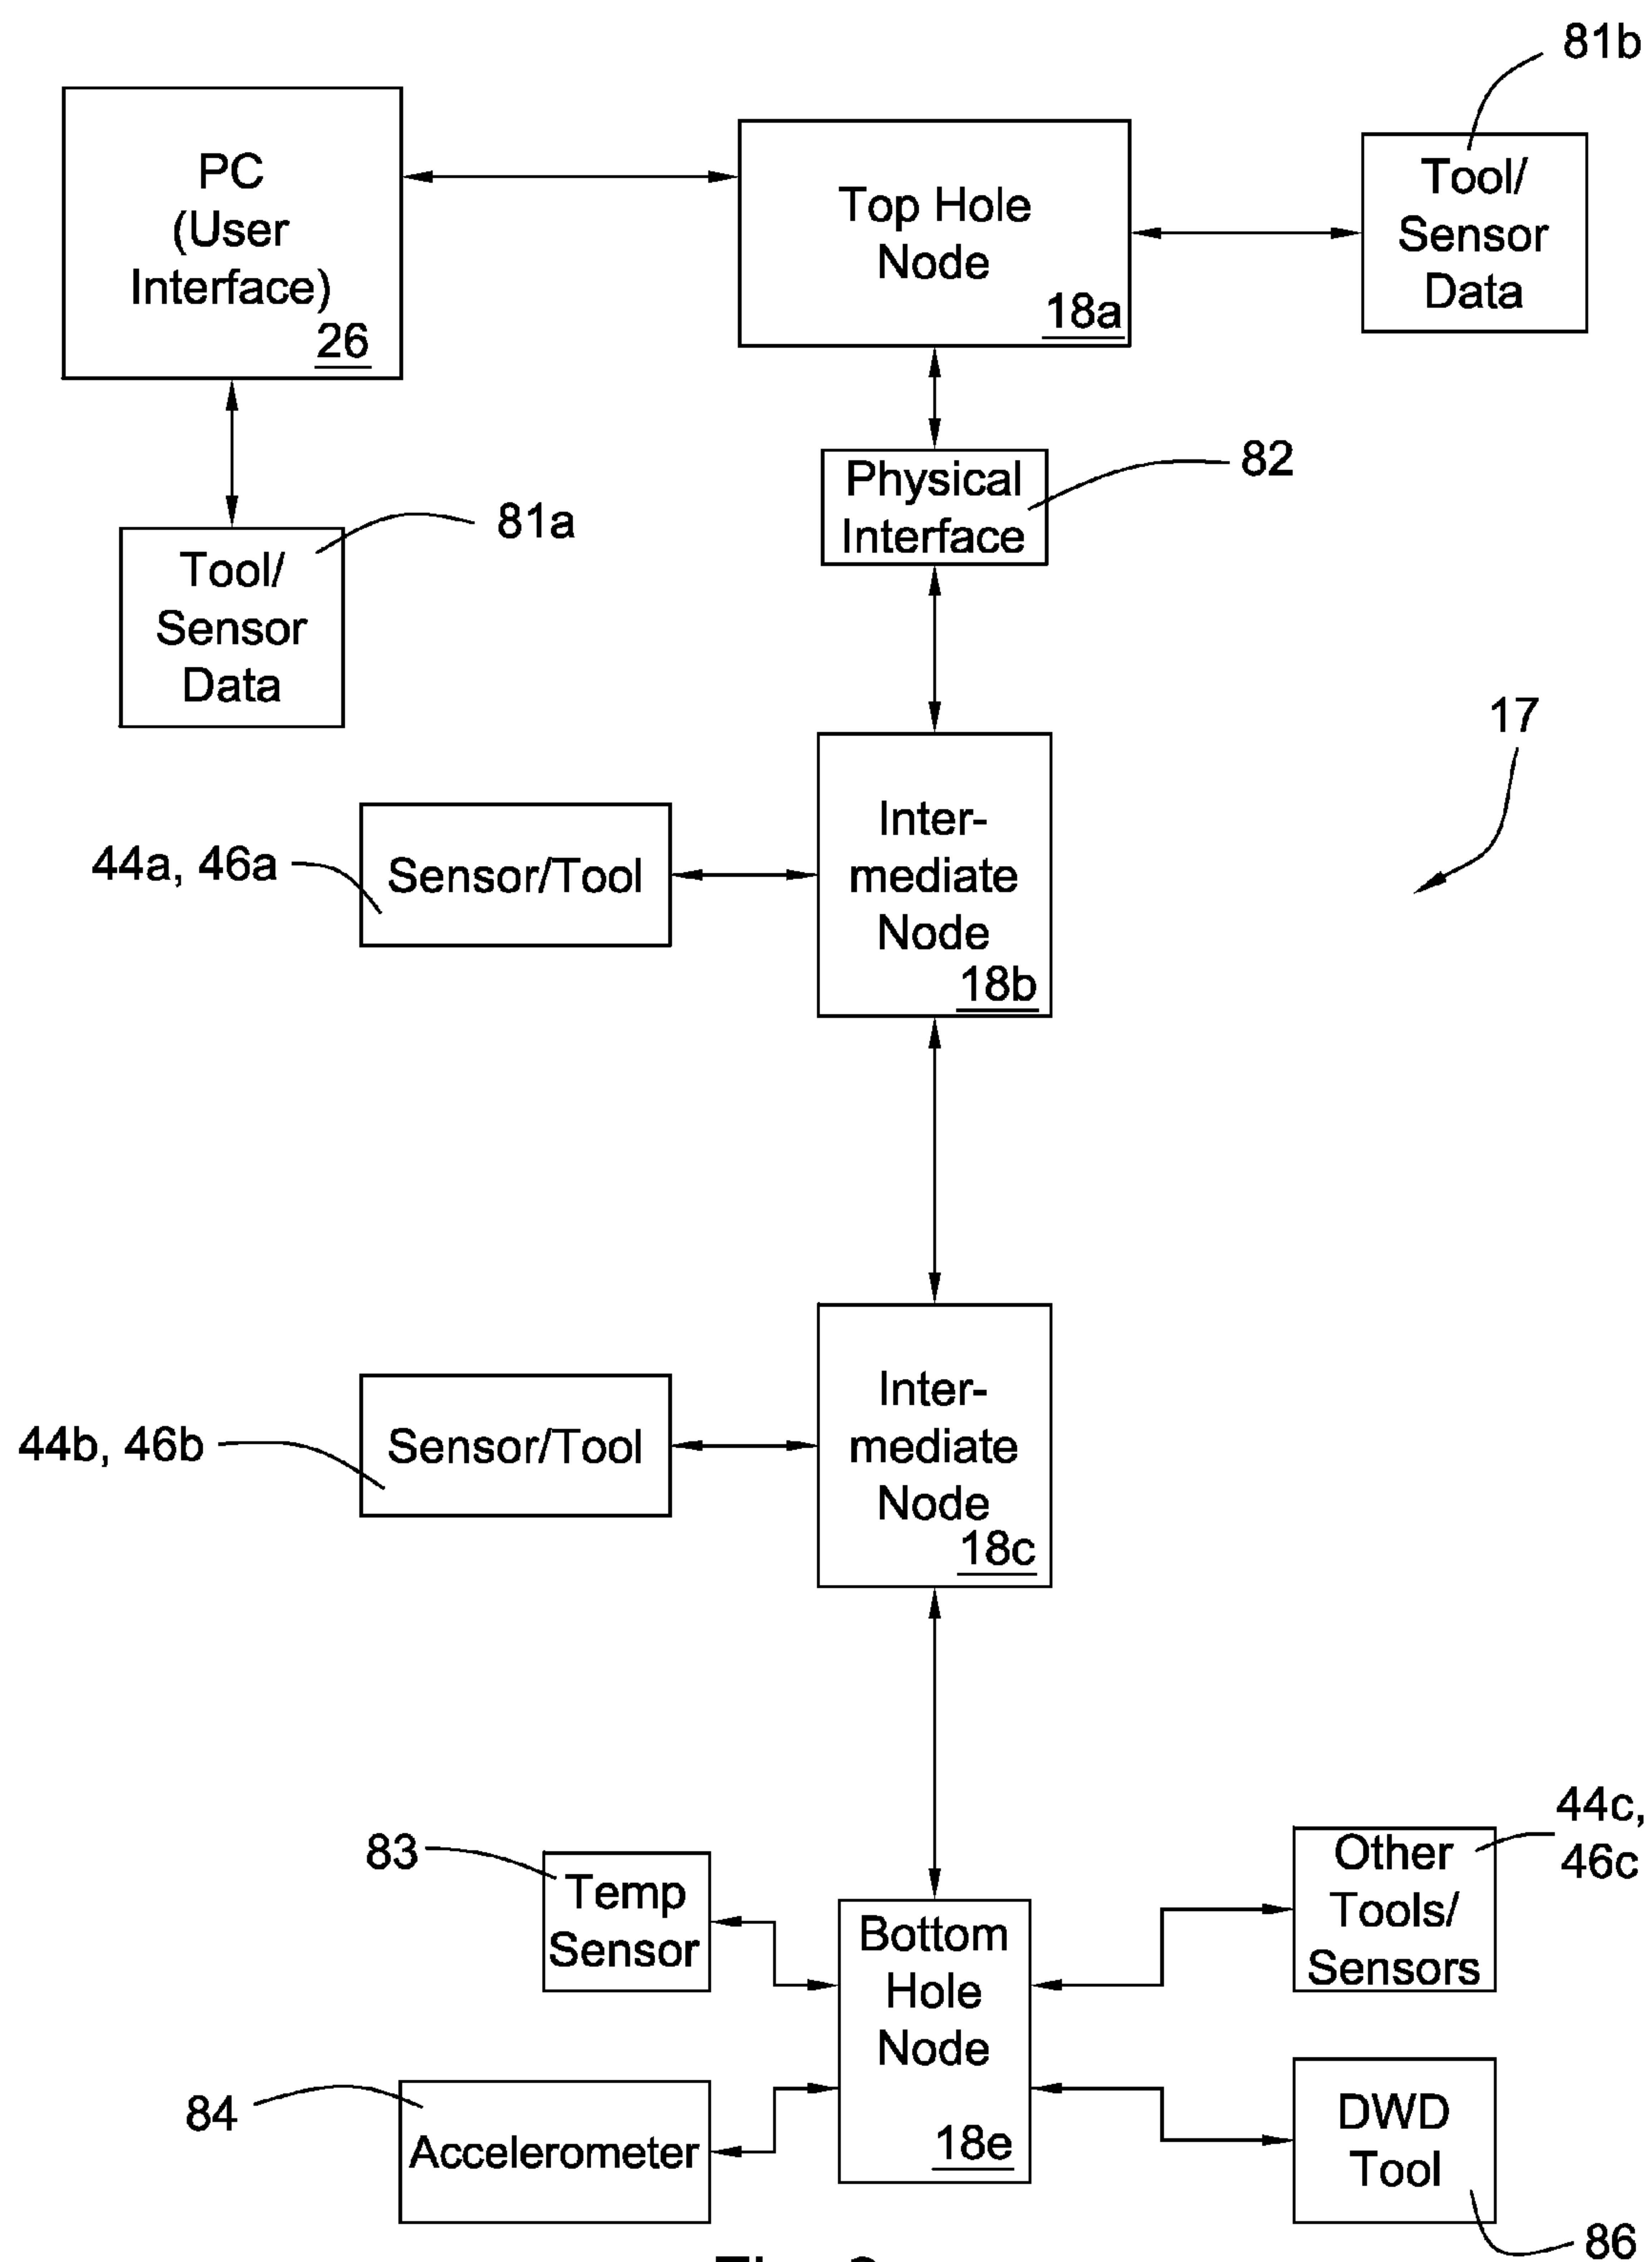 81b
PC
(User
Interface)
26
Top Hole
Node
18a
Tool/
Sensor
Data
Physical
Interface
82
81a
Tool/
Sensor
Data
17
Inter-
mediate
Node
18b
44a, 46a
Sensor/Tool
Inter-
mediate
Node
18c
44b, 46b
Sensor/Tool
44c,
46c
83
Temp
Sensor
Bottom
Hole
Node
18e
Other
Tools/
Sensors
84
Accelerometer
DWD
Tool
86